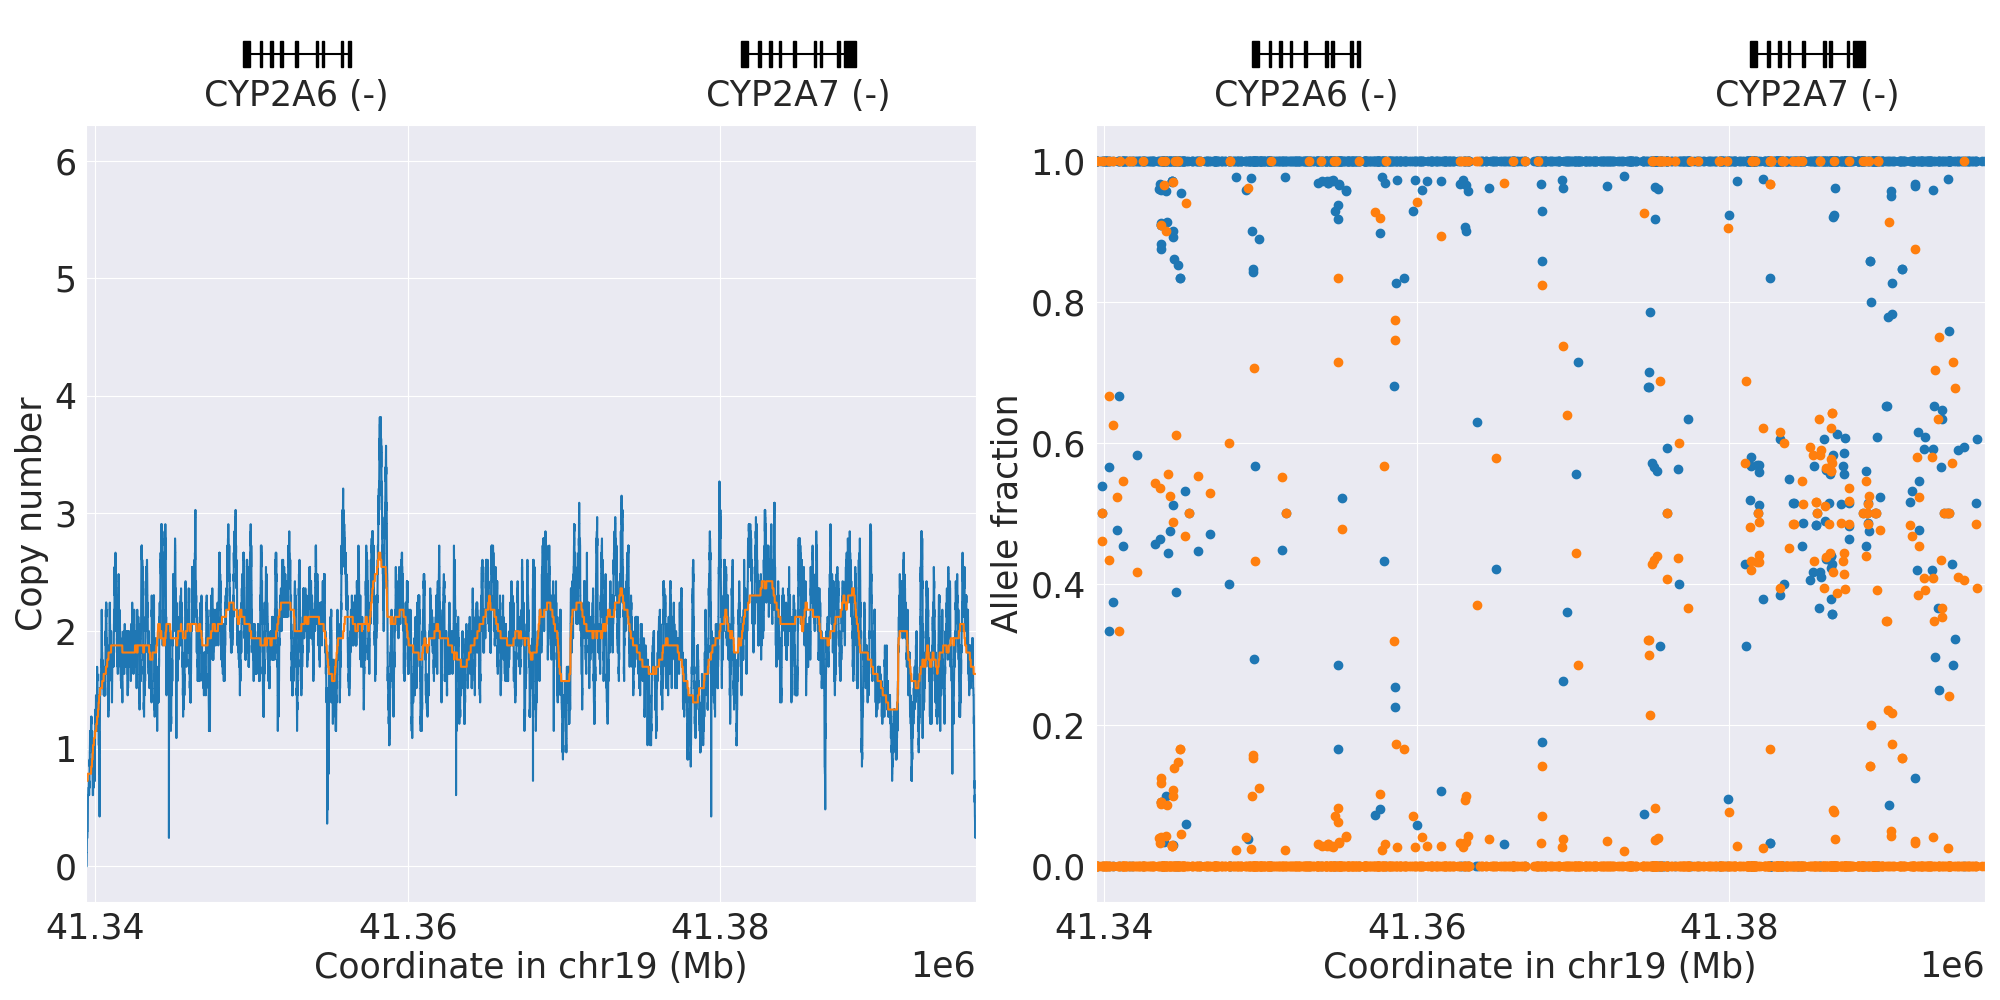 CYP2A6 (-)
CYP2A7 (-)
Copy number
6
5
4
3
2
1
0
41.34
41.36
41.38
Coordinate in chr19 (Mb)
1e6
CYP2A6 (-)
CYP2A7 (-)
Allele fraction
1.0
0.8
0.6
0.4
0.2
0.0
41.34
41.36
41.38
Coordinate in chr19 (Mb)
1e6